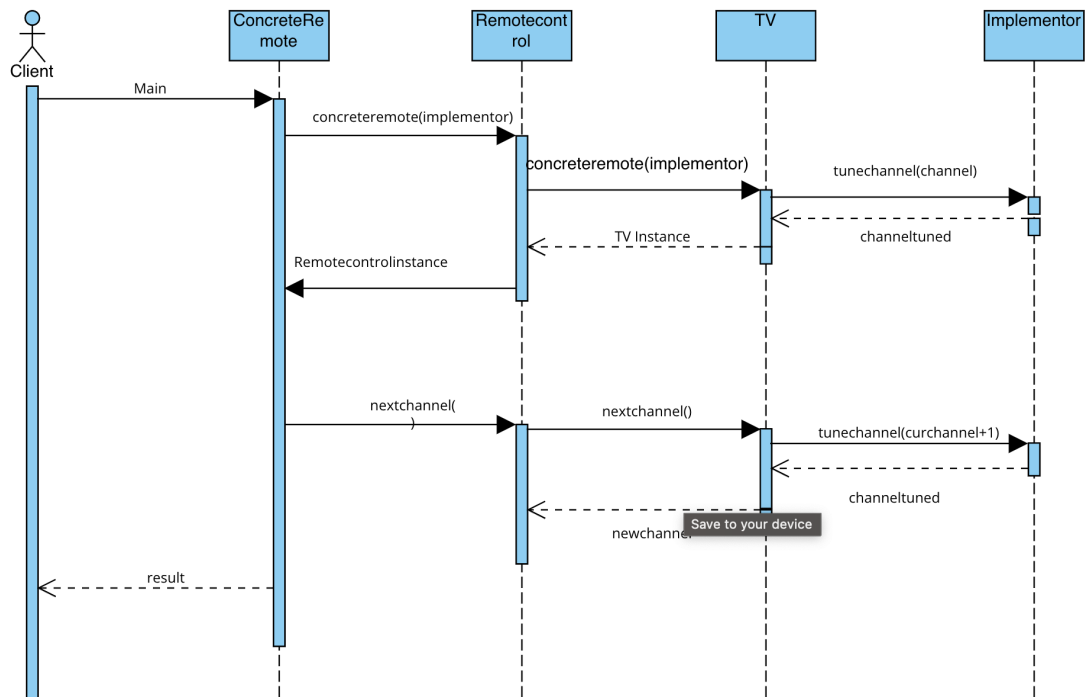 ConcreteRe
mote
Remotecont
rol
TV
Implementor
Client
Main
concreteremote(implementor)
concreteremote(implementor)
tunechannel(channel)
channeltuned
TV Instance
Remotecontrolinstance
nextchannel(
)
nextchannel()
tunechannel(curchannel+1)
channeltuned
Save to your device
newchannel
result